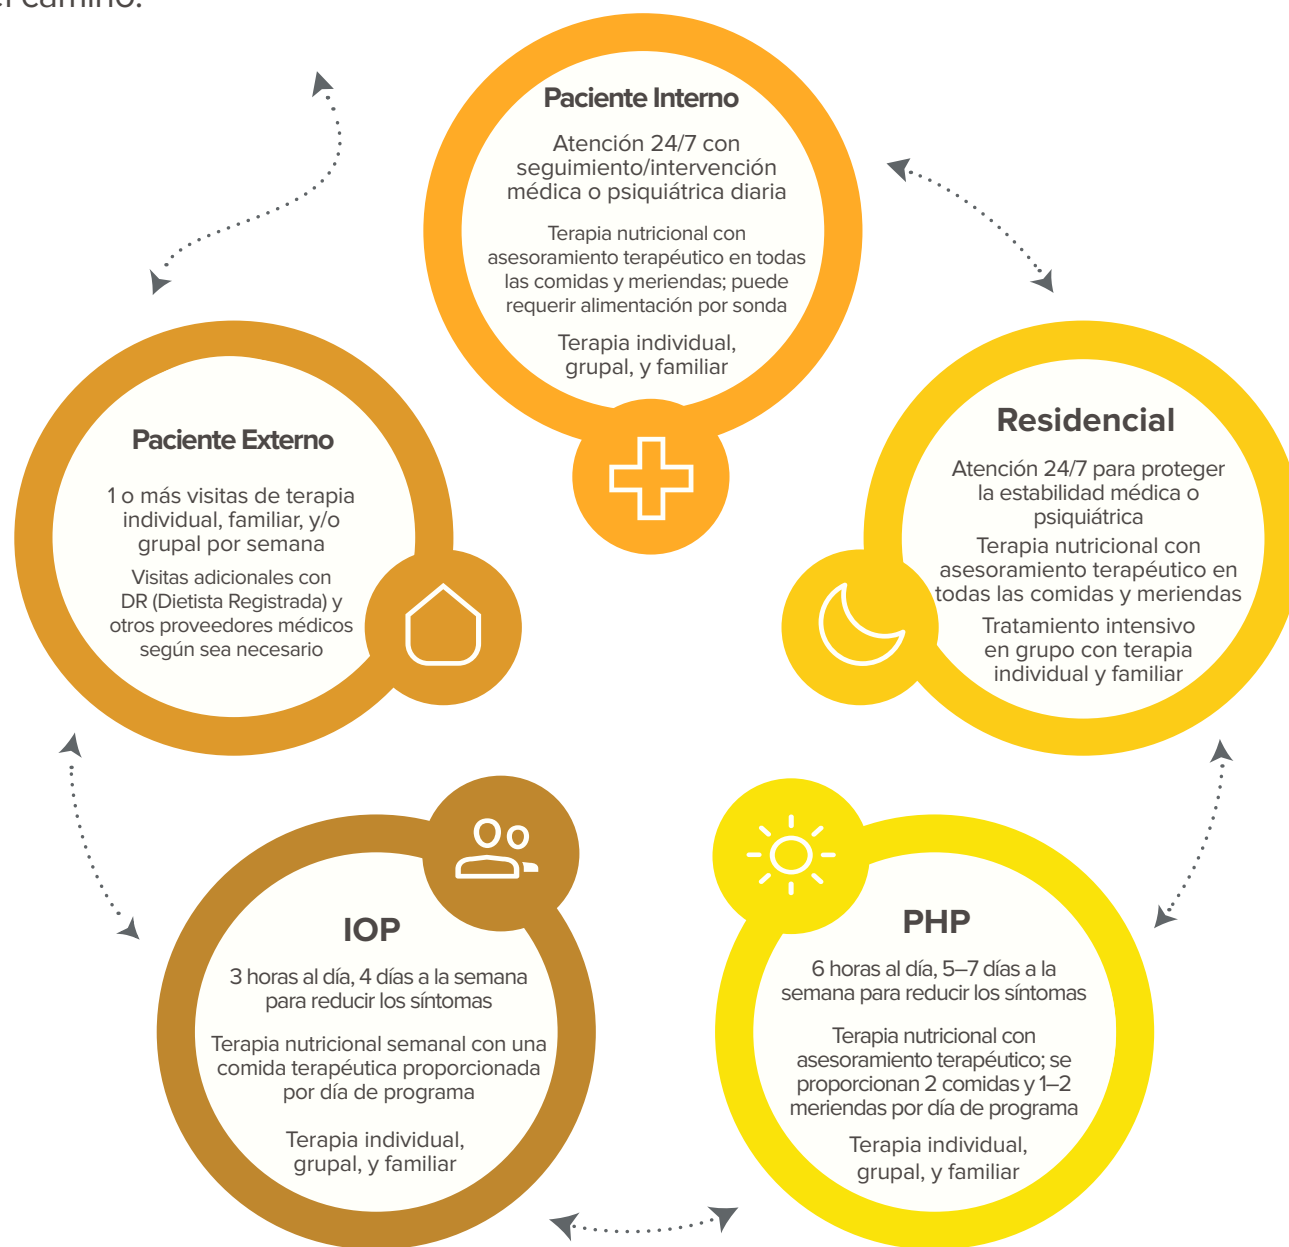 el camino.
Paciente Interno
Atención 24/7 con
seguimiento/intervención
médica o psiquiátrica diaria
Terapia nutricional con
asesoramiento terapéutico en todas
las comidas y meriendas; puede
requerir alimentación por sonda
Terapia individual,
grupal, y familiar
Residencial
Atención 24/7 para proteger
la estabilidad médica o
psiquiátrica
Terapia nutricional con
asesoramiento terapéutico en
todas las comidas y meriendas
Tratamiento intensivo
en grupo con terapia
individual y familiar
Paciente Externo
1 o más visitas de terapia
individual, familiar, y/o
grupal por semana
Visitas adicionales con
DR (Dietista Registrada) y
otros proveedores médicos
según sea necesario
IOP
3 horas al día, 4 días a la semana
para reducir los síntomas
Terapia nutricional semanal con una
comida terapéutica proporcionada
por día de programa
Terapia individual,
grupal, y familiar
PHP
6 horas al día, 5–7 días a la
semana para reducir los síntomas
Terapia nutricional con
asesoramiento terapéutico; se
proporcionan 2 comidas y 1–2
meriendas por día de programa
Terapia individual,
grupal, y familiar